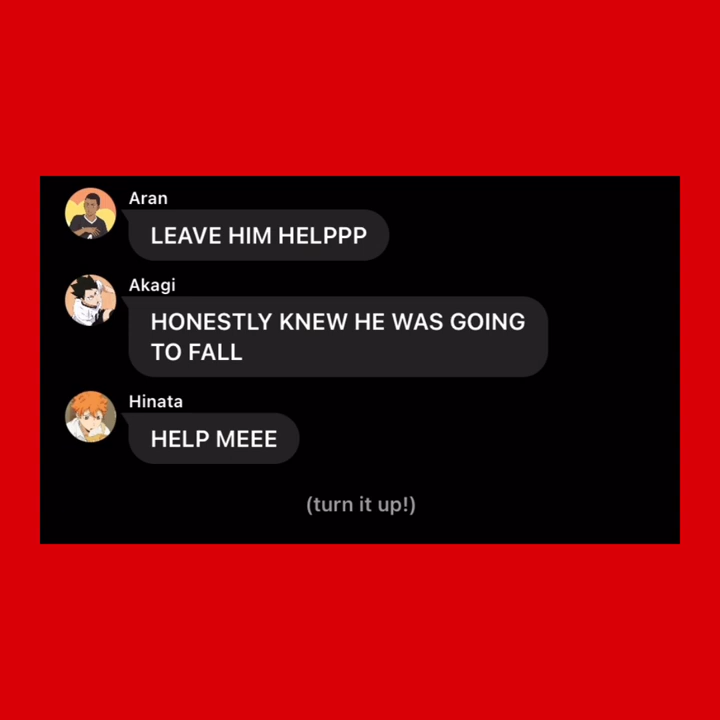 Aran
LEAVE HIM HELPPP
Akagi
HONESTLY KNEW HE WAS GOING
TO FALL
Hinata
HELP MEEE
(turn it up!)